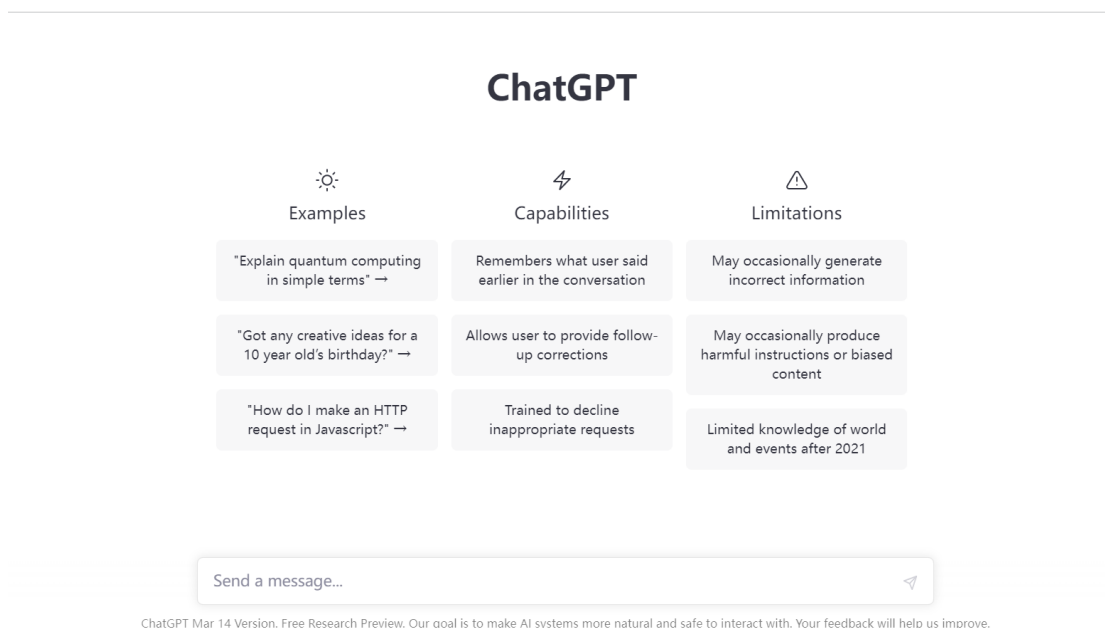 ChatGPT
Examples
"Explain quantum computing
in simple terms" →
"Got any creative ideas for a
10 year old's birthday?" →
"How do I make an HTTP
request in Javascript?" →
Capabilities
Remembers what user said
earlier in the conversation
Allows user to provide follow-
up corrections
Trained to decline
inappropriate requests
Limitations
May occasionally generate
incorrect information
May occasionally produce
harmful instructions or biased
content
Limited knowledge of world
and events after 2021
Send a message...
ChatGPT Mar 14 Version. Free Research Preview. Our goal is to make AI systems more natural and safe to interact with. Your feedback will help us improve.